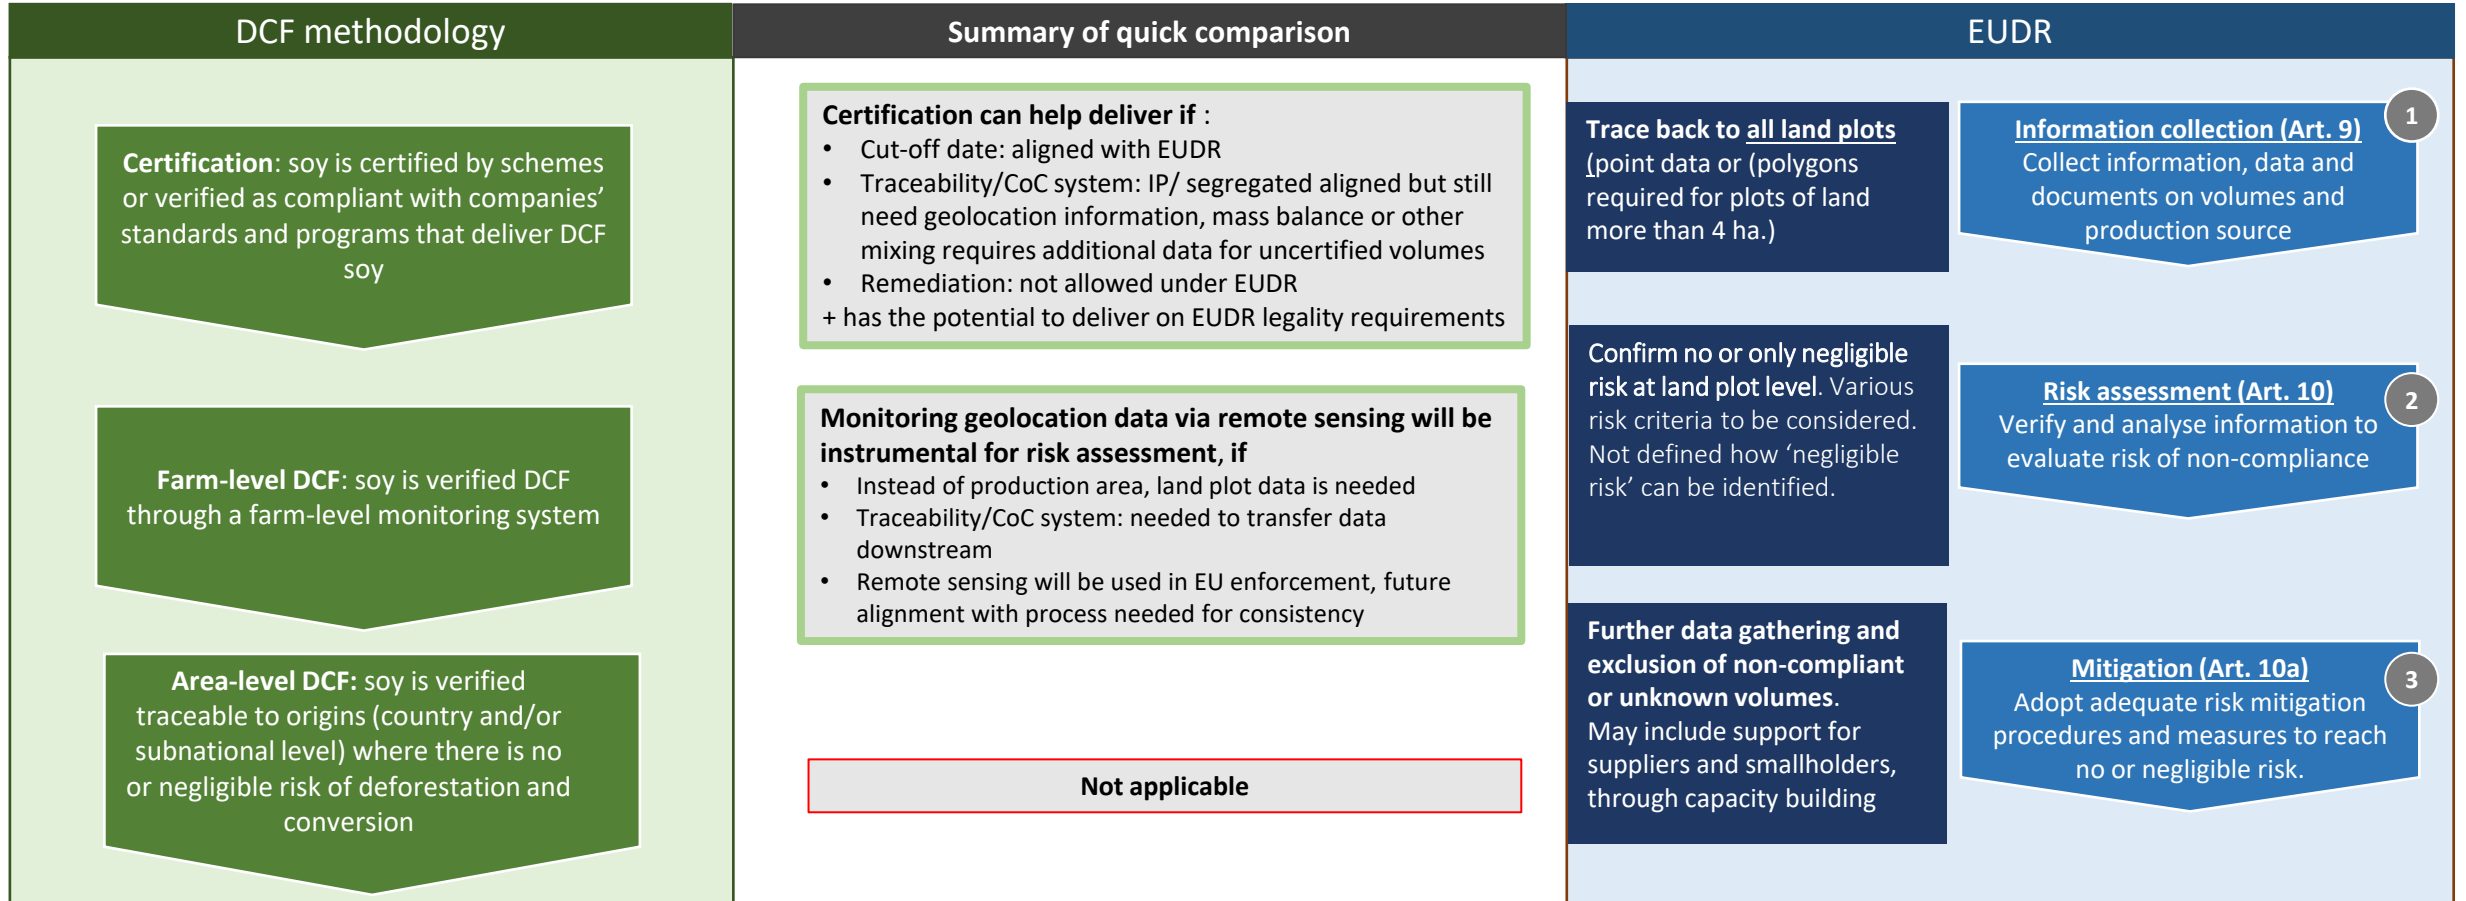 DCF methodology
Certification: soy is certified by schemes
or verified as compliant with companies’
standards and programs that deliver DCF
soy
Farm-level DCF: soy is verified DCF
through a farm-level monitoring system
Area-level DCF: soy is verified
traceable to origins (country and/or
subnational level) where there is no
or negligible risk of deforestation and
conversion
Summary of quick comparison
Certification can help deliver if :
• Cut-off date: aligned with EUDR
• Traceability/CoC system: IP/ segregated aligned but still
need geolocation information, mass balance or other
mixing requires additional data for uncertified volumes
• Remediation: not allowed under EUDR
+ has the potential to deliver on EUDR legality requirements
Monitoring geolocation data via remote sensing will be
instrumental for risk assessment, if
• Instead of production area, land plot data is needed
• Traceability/CoC system: needed to transfer data
downstream
• Remote sensing will be used in EU enforcement, future
alignment with process needed for consistency
Not applicable
EUDR
Trace back to all land plots
(point data or (polygons
required for plots of land
more than 4 ha.)
1
Information collection (Art. 9)
Collect information, data and
documents on volumes and
production source
Confirm no or only negligible
risk at land plot level. Various
risk criteria to be considered.
Not defined how ‘negligible
risk’ can be identified.
2
Risk assessment (Art. 10)
Verify and analyse information to
evaluate risk of non-compliance
Further data gathering and
exclusion of non-compliant
or unknown volumes.
May include support for
suppliers and smallholders,
through capacity building
3
Mitigation (Art. 10a)
Adopt adequate risk mitigation
procedures and measures to reach
no or negligible risk.